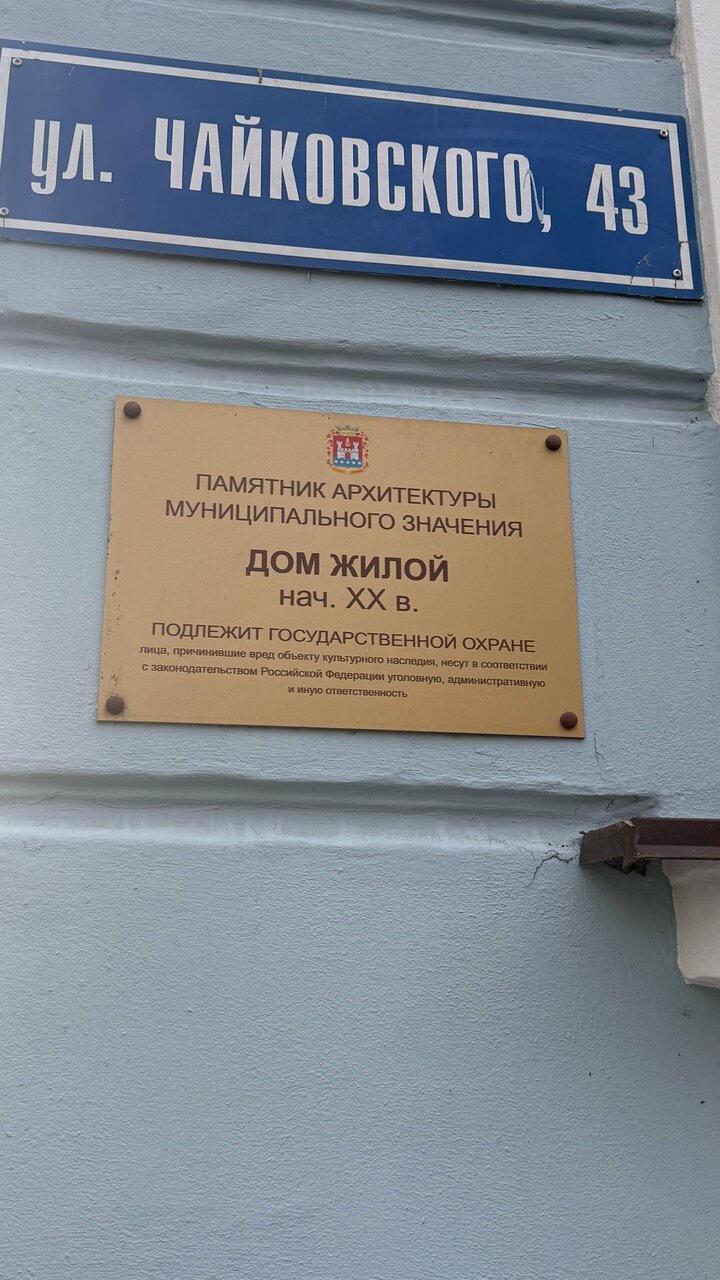 ул. ЧАЙКОВСКОГО, 43
ПАМЯТНИК АРХИТЕКТУРЫ
МУНИЦИПАЛЬНОГО ЗНАЧЕНИЯ
ДОМ ЖИЛОЙ
нач. XX в.
ПОДЛЕЖИТ ГОСУДАРСТВЕННОЙ ОХРАНЕ
лица, причинившие вред объекту культурного наследия, несут в соответствии
с законодательством Российской Федерации уголовную, административную
и иную ответственность